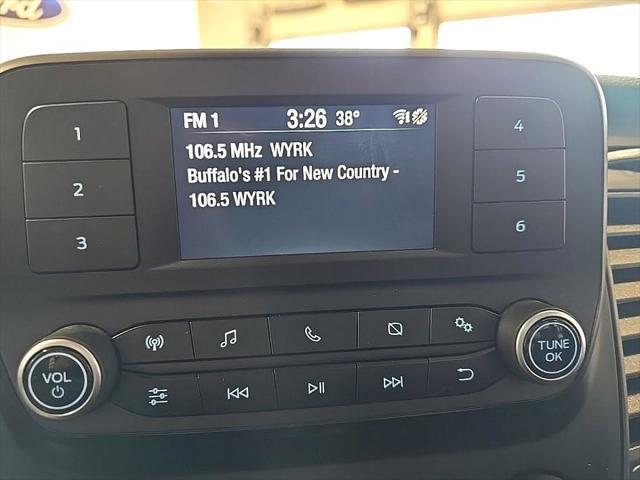 Ford
FM 1 3:26 38°
106.5 MHz WYRK
Buffalo's #1 For New Country -
106.5 WYRK
1
2
3
4
5
6
VOL
TUNE
OK